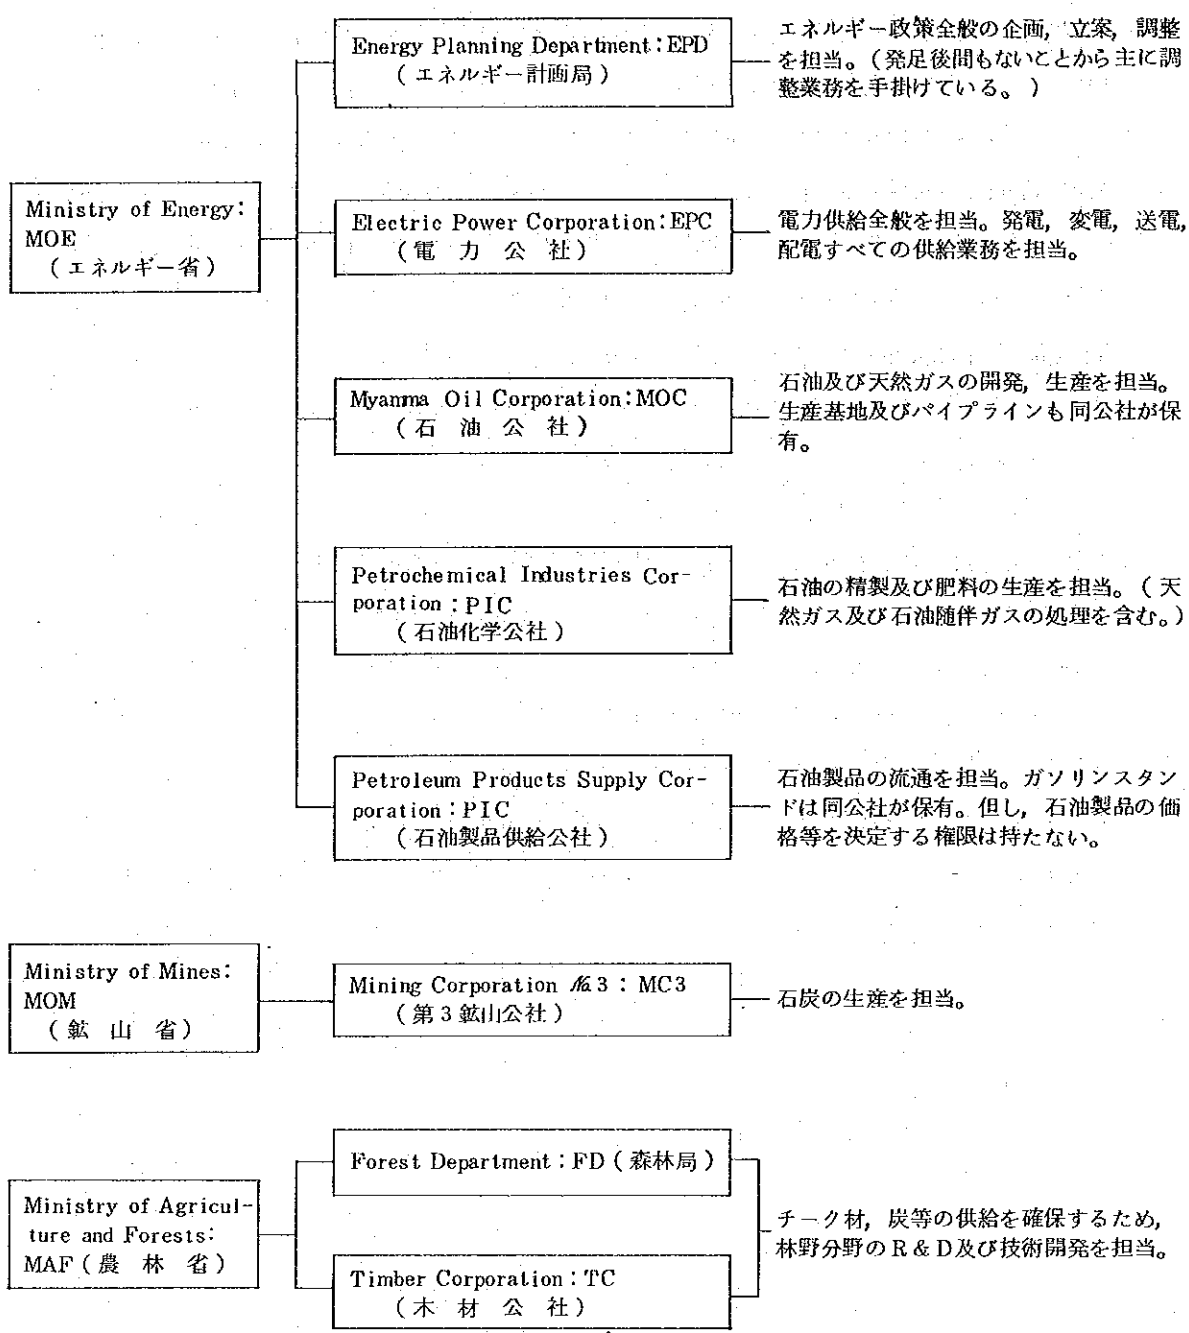 Energy Planning Department：EPD
（エネルギー計画局）
エネルギー政策全般の企画，立案，調整
を担当。（発足後間もないことから主に調
整業務を手掛けている。）
Ministry of Energy：
MOE
（エネルギー省）
Electric Power Corporation：EPC
（電 力 公 社）
電力供給全般を担当。発電，変電，送電，
配電すべての供給業務を担当。
Myanma Oil Corporation：MOC
（石 油 公 社）
石油及び天然ガスの開発，生産を担当。
生産基地及びパイプラインも同公社が保
有。
Petrochemical Industries Cor-
poration：PIC
（石油化学公社）
石油の精製及び肥料の生産を担当。（天
然ガス及び石油随伴ガスの処理を含む。）
Petroleum Products Supply Cor-
poration：PIC
（石油製品供給公社）
石油製品の流通を担当。ガソリンスタン
ドは同公社が保有。但し，石油製品の価
格等を決定する権限は持たない。
Ministry of Mines：
MOM
（鉱 山 省）
Mining Corporation №3：MC3
（第3鉱山公社）
石炭の生産を担当。
Ministry of Agricul-
ture and Forests：
MAF（農 林 省）
Forest Department：FD（森林局）
Timber Corporation：TC
（木 材 公 社）
チーク材，炭等の供給を確保するため，
林野分野のR＆D及び技術開発を担当。